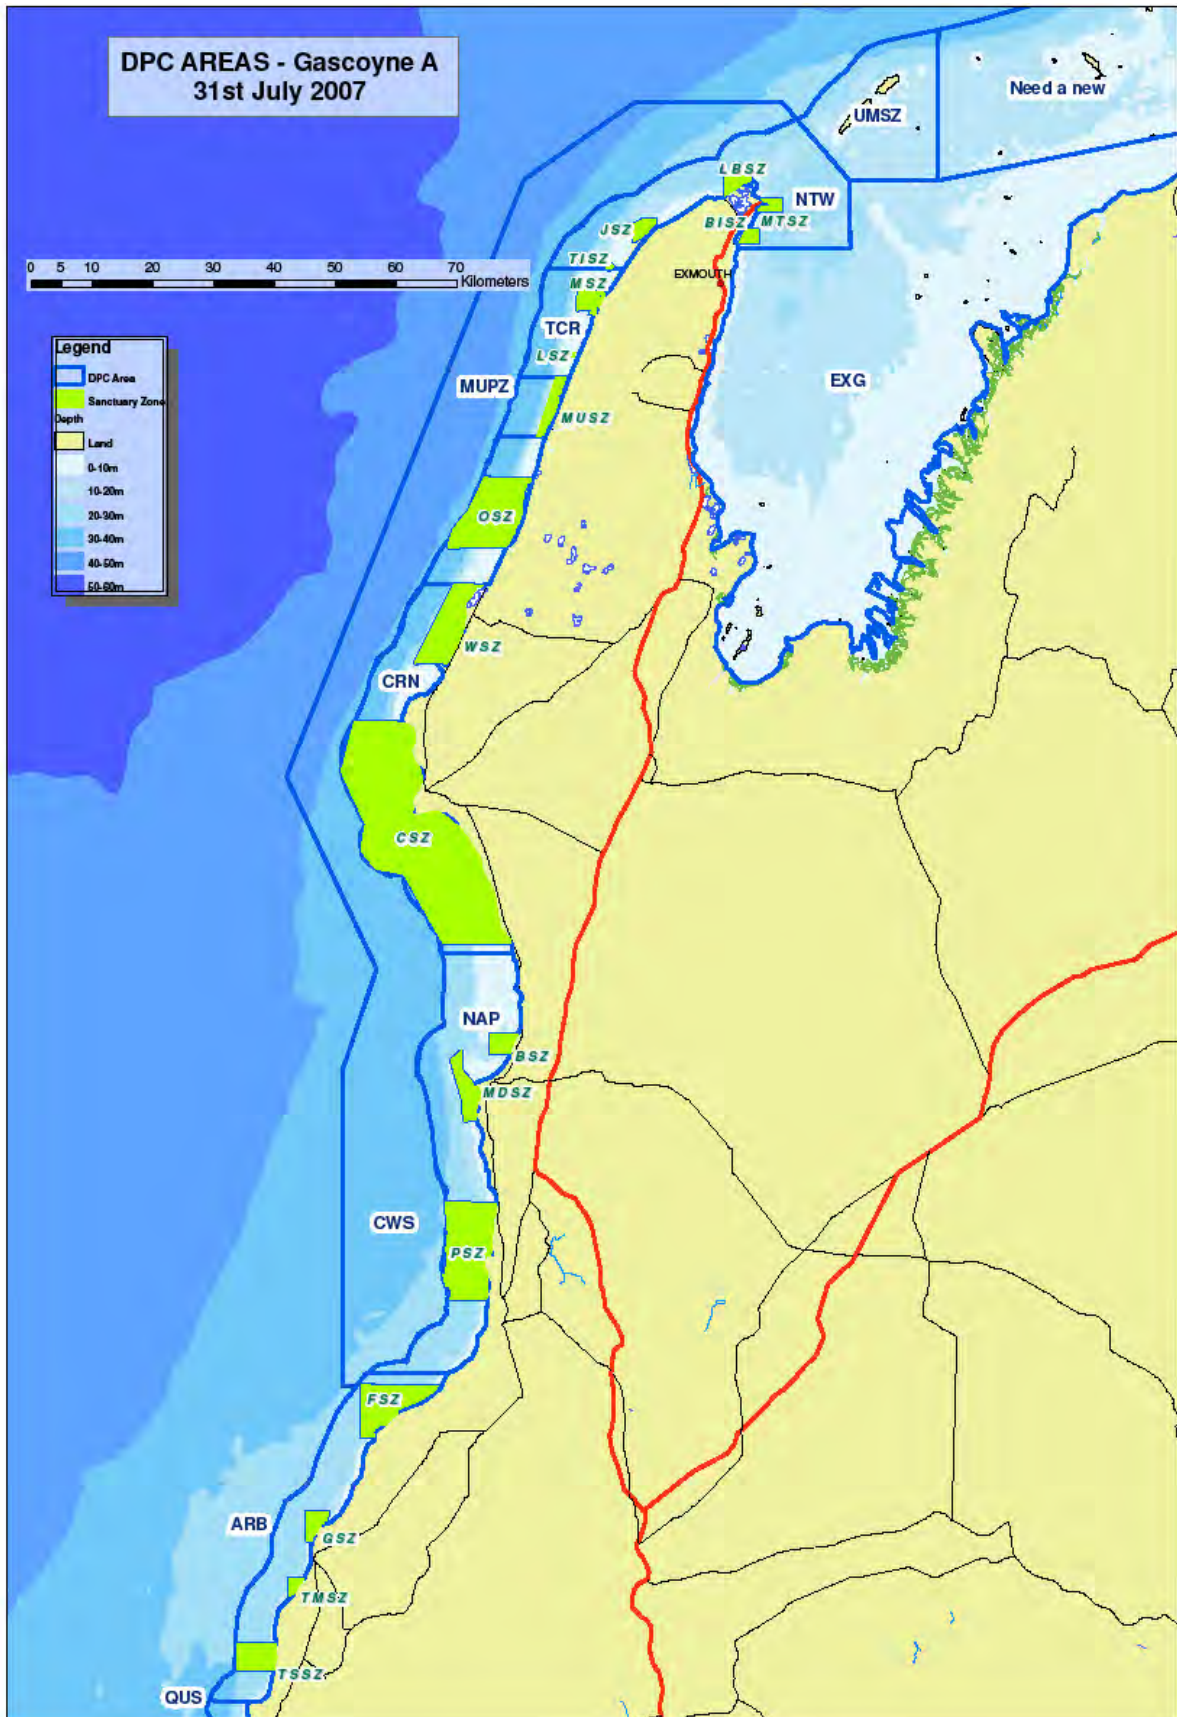 DPC AREAS - Gascoyne A
31st July 2007
Need a new
UMSZ
LBSZ
NTW
MTSZ
BISZ
JSZ
TISZ
0 5 10 20 30 40 50 60 70
Kilometers
MSZ
EXMOUTH
TCR
LSZ
MUPZ
EXG
MUSZ
Legend
DPC Area
Sanctuary Zone
Depth
Land
0-10m
10-20m
20-30m
30-40m
40-50m
50-60m
OSZ
WSZ
CRN
CSZ
NAP
BSZ
MDSZ
CWS
PSZ
FSZ
ARB
GSZ
TMSZ
TSSZ
QUS